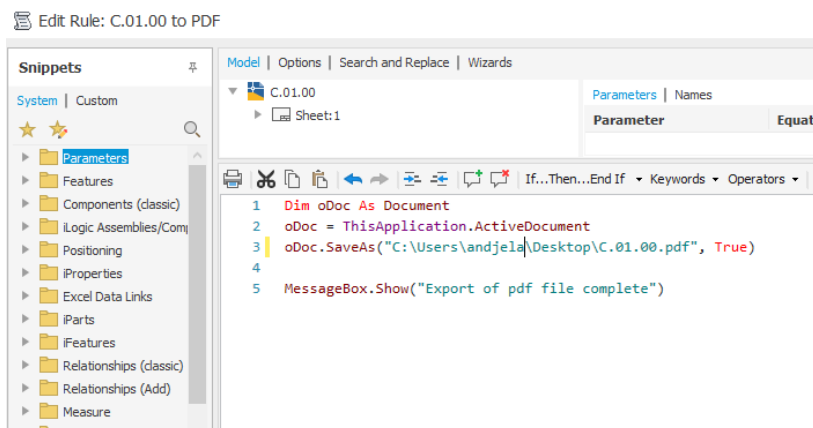 Edit Rule: C.01.00 to PDF
Snippets
System | Custom
Parameters
Features
Components (classic)
iLogic Assemblies/Comp
Positioning
iProperties
Excel Data Links
iParts
iFeatures
Relationships (classic)
Relationships (Add)
Measure
Model | Options | Search and Replace | Wizards
C.01.00
Sheet:1
Parameters | Names
Parameter Equat
If...Then...End If Keywords Operators
1 Dim oDoc As Document
2 oDoc = ThisApplication.ActiveDocument
3 oDoc.SaveAs("C:\Users\andjela\Desktop\C.01.00.pdf", True)
4
5 MessageBox.Show("Export of pdf file complete")